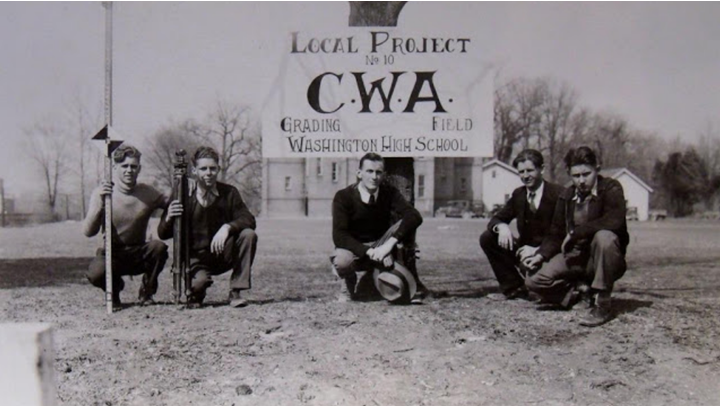 LOCAL PROJECT
No 10
C.W.A.
GRADING FIELD
WASHINGTON HIGH SCHOOL